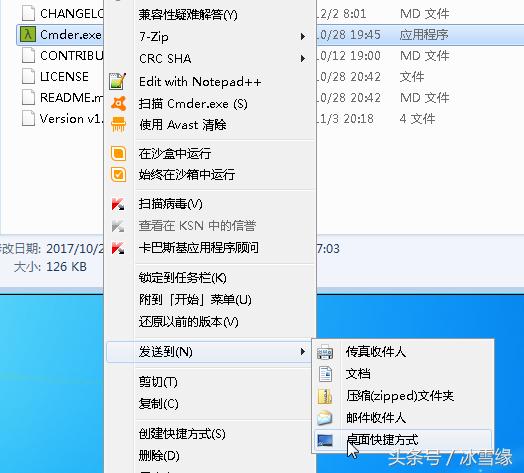 CHANGELO
12/2 8:01
MD 文件
Cmder.exe
10/28 19:45
应用程序
CONTRIBU
10/12 19:00
MD 文件
LICENSE
10/28 20:42
文件
README.m
10/28 20:42
MD 文件
Version v1.
11/3 20:18
4 文件
修改日期: 2017/10/2
7:03
大小: 126 KB
兼容性疑难解答(Y)
7-Zip
CRC SHA
Edit with Notepad++
扫描 Cmder.exe (S)
使用 Avast 清除
在沙盒中运行
始终在沙箱中运行
扫描病毒(V)
查看在 KSN 中的信誉
卡巴斯基应用程序顾问
锁定到任务栏(K)
附到「开始」菜单(U)
还原以前的版本(V)
发送到(N)
剪切(T)
复制(C)
创建快捷方式(S)
删除(D)
传真收件人
文档
压缩(zipped)文件夹
邮件收件人
桌面快捷方式
头条号 / 冰雪缘